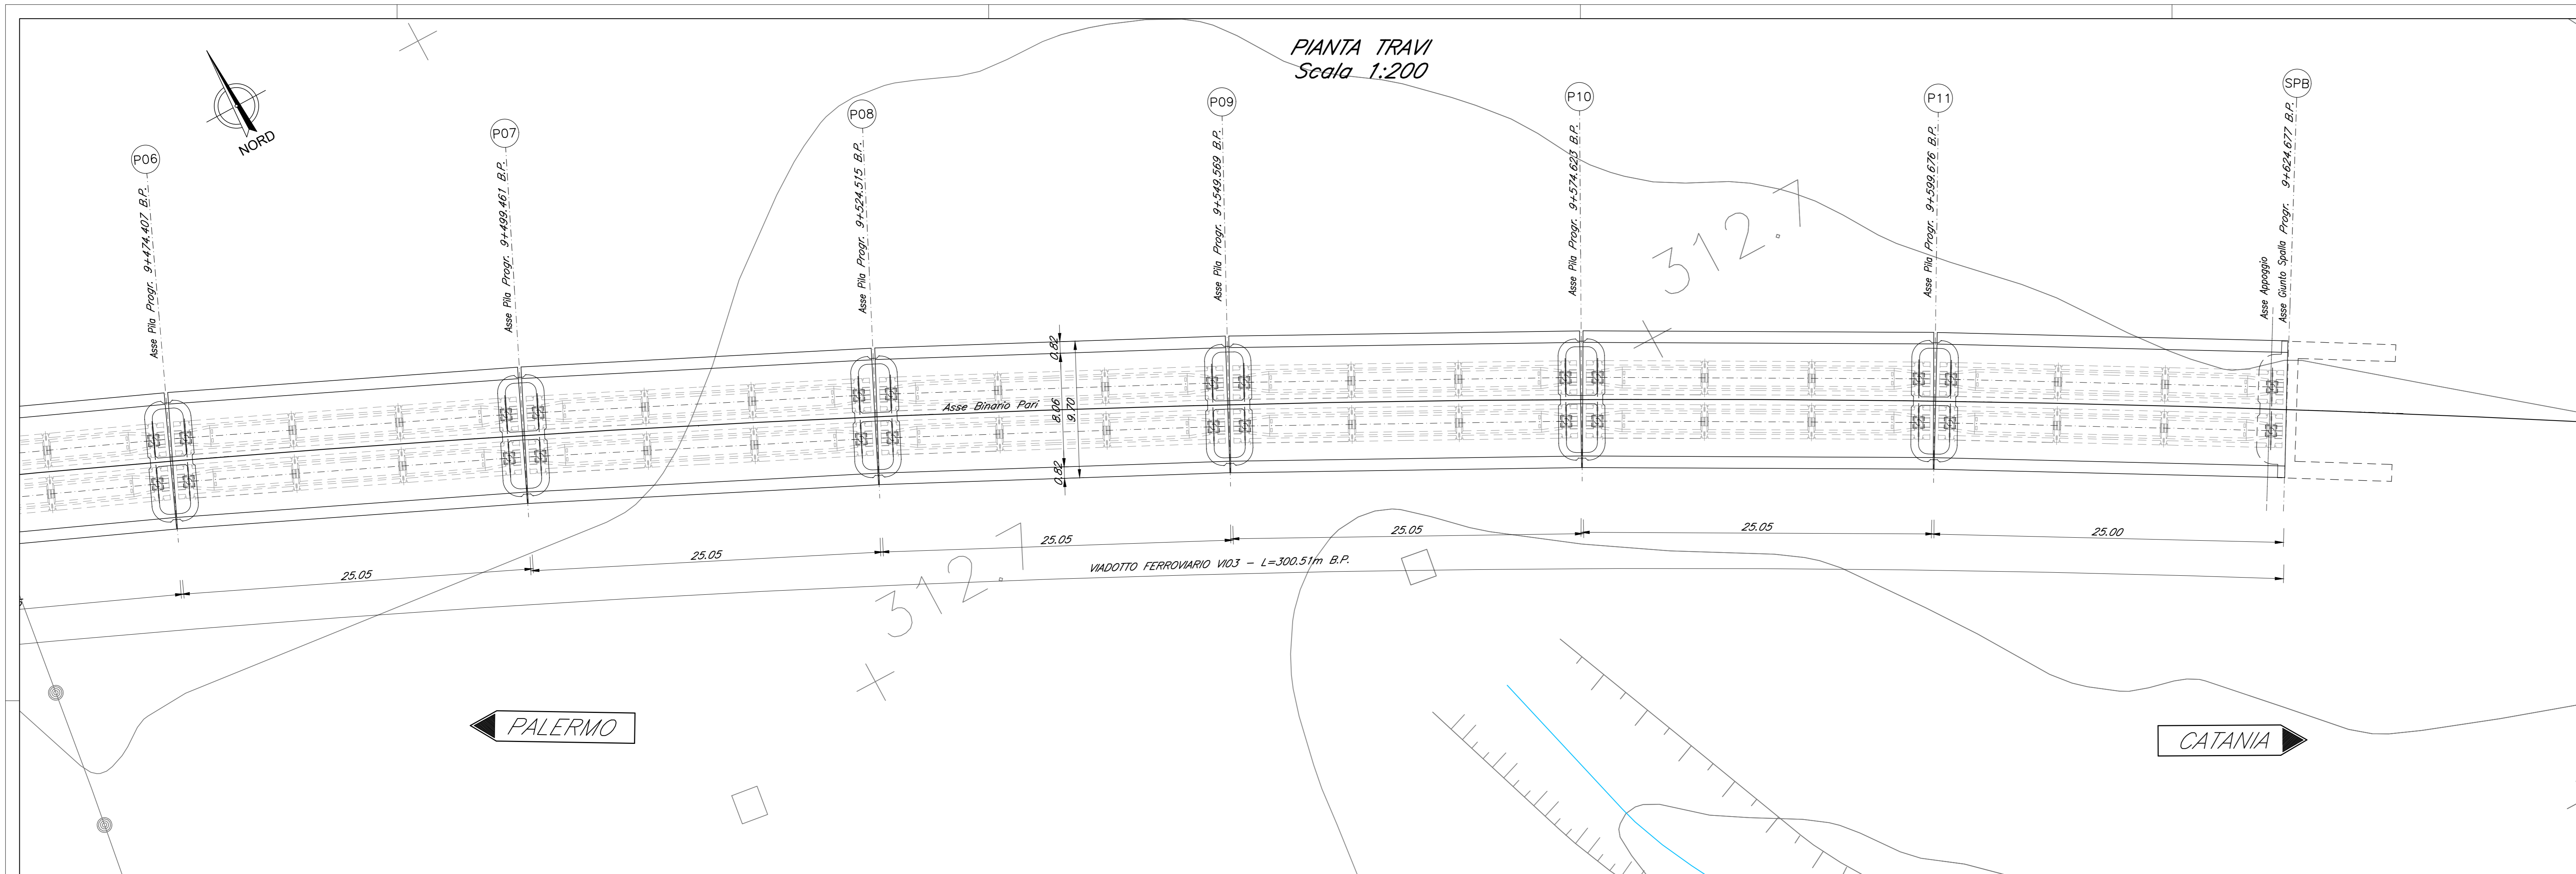 PIANTA TRAVI
Scala 1:200
NORD
P06
P07
P08
P09
P10
P11
SPB
Asse Pila Progr. 9+474.407 B.P.
Asse Pila Progr. 9+499.461 B.P.
Asse Pila Progr. 9+524.515 B.P.
Asse Pila Progr. 9+549.569 B.P.
Asse Pila Progr. 9+574.623 B.P.
Asse Pila Progr. 9+599.676 B.P.
Asse Appoggio
Asse Giunto Spalla Progr. 9+624.677 B.P.
312.1
Asse Binario Pari
0.82
8.06
9.70
0.82
25.05
25.05
25.05
25.05
25.05
25.00
VIADOTTO FERROVIARIO VI03 - L=300.51m B.P.
312.1
PALERMO
CATANIA